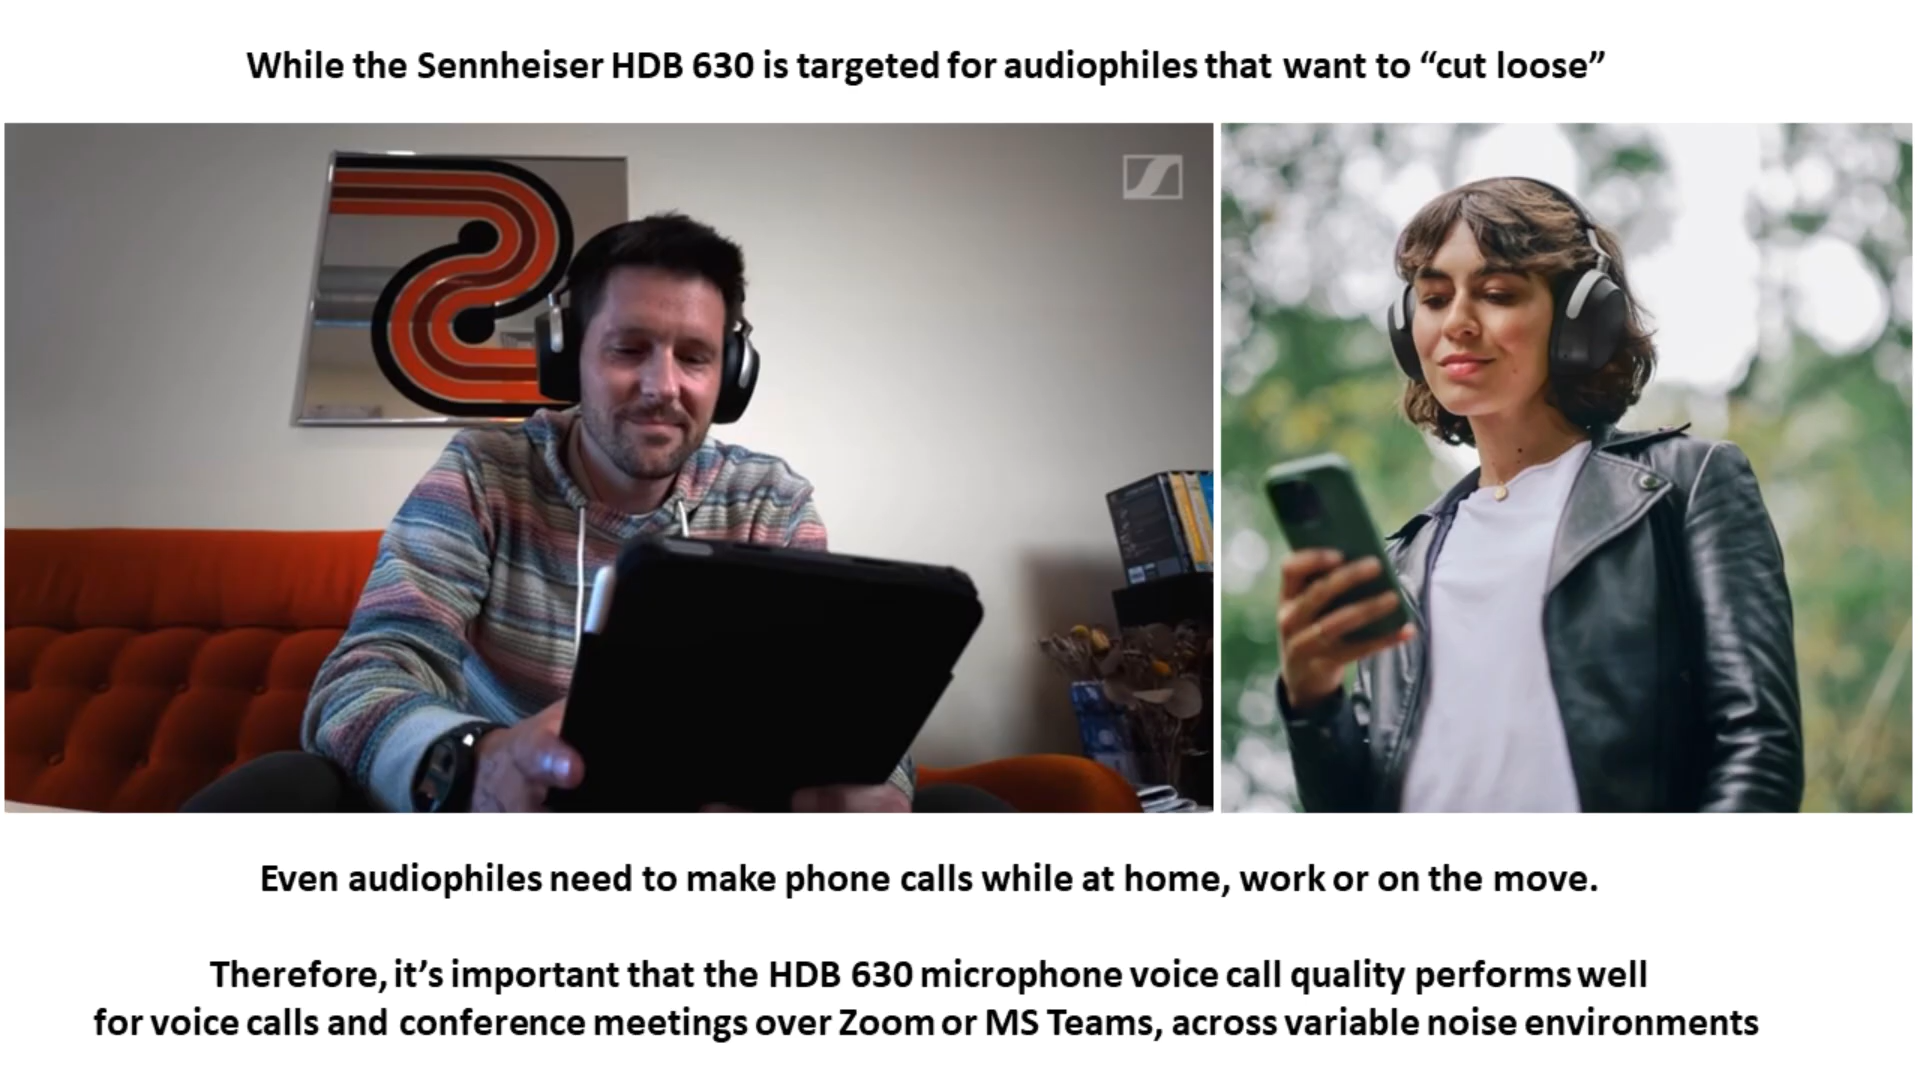 While the Sennheiser HDB 630 is targeted for audiophiles that want to “cut loose”
Even audiophiles need to make phone calls while at home, work or on the move.
Therefore, it’s important that the HDB 630 microphone voice call quality performs well
for voice calls and conference meetings over Zoom or MS Teams, across variable noise environments